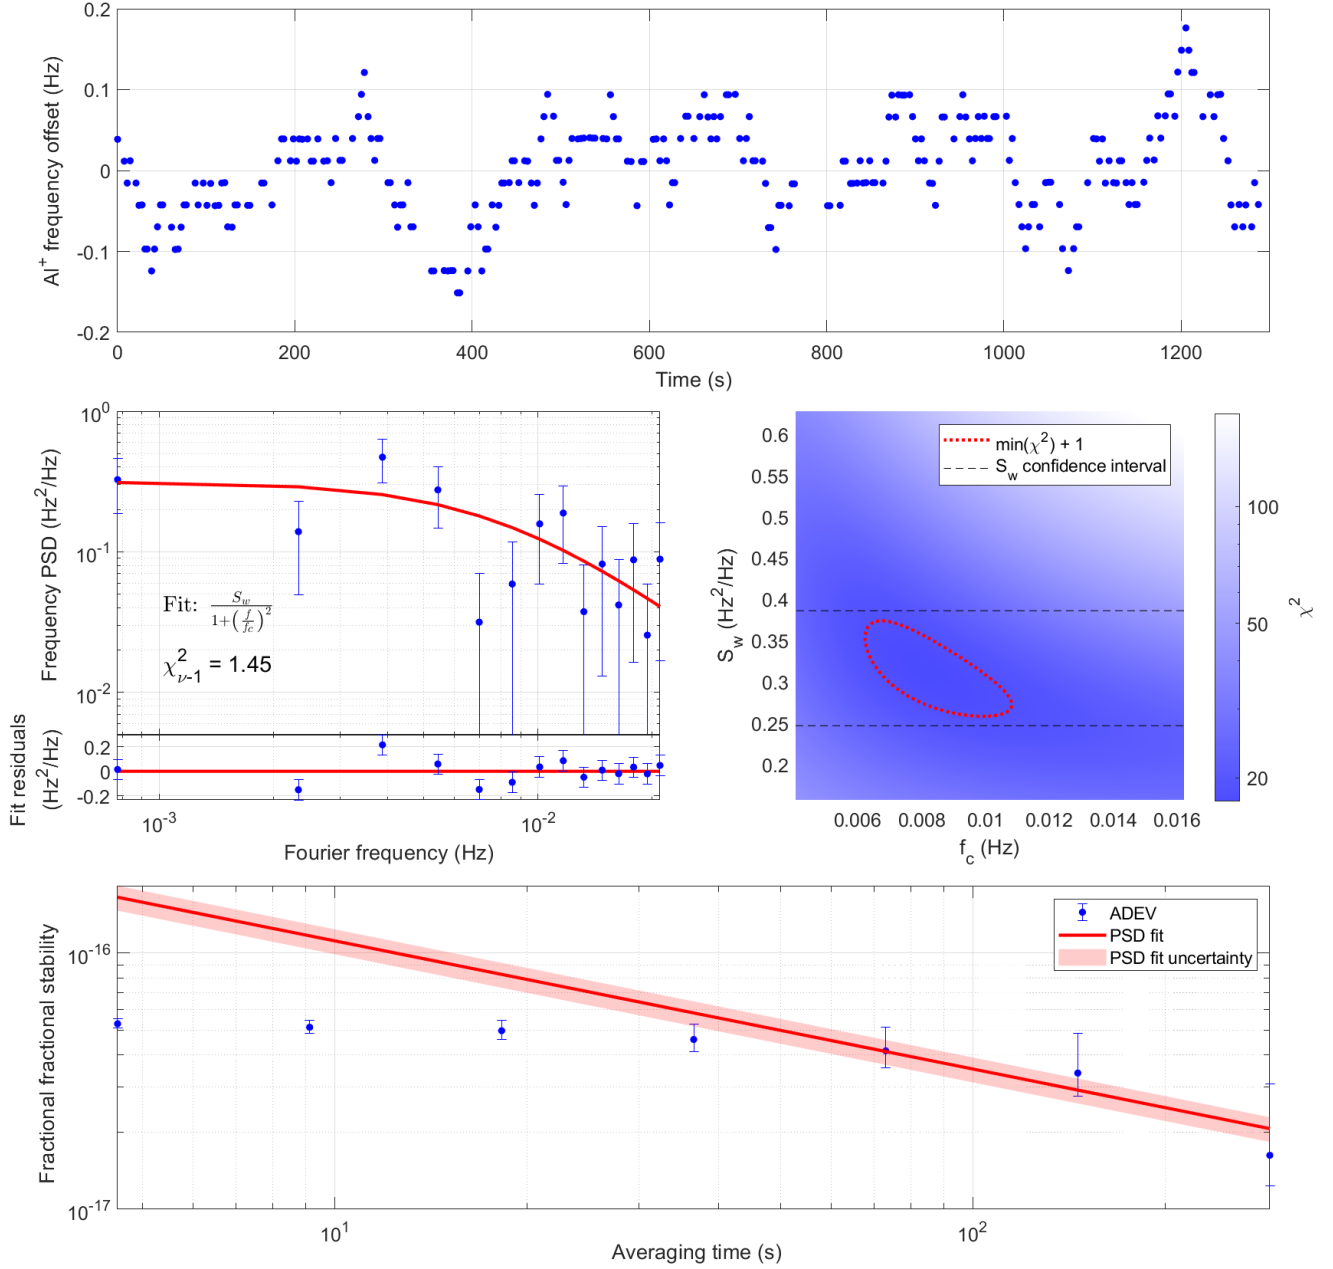 Al+ frequency offset (Hz)
0.2
0.1
0
-0.1
-0.2
0 200 400 600 800 1000 1200
Time (s)
Frequency PSD (Hz²/Hz)
10⁰
10⁻¹
10⁻²
Fit: S_w / 1+(f/f_c)²
χ²_ν-1 = 1.45
Fit residuals
(Hz²/Hz)
0.2
0
-0.2
10⁻³ 10⁻²
Fourier frequency (Hz)
S_w (Hz²/Hz)
0.6
0.55
0.5
0.45
0.4
0.35
0.3
0.25
0.2
min(χ²) + 1
S_w confidence interval
0.006 0.008 0.01 0.012 0.014 0.016
f_c (Hz)
100
50
20
χ²
Fractional fractional stability
10⁻¹⁶
10⁻¹⁷
ADEV
PSD fit
PSD fit uncertainty
10¹ 10²
Averaging time (s)